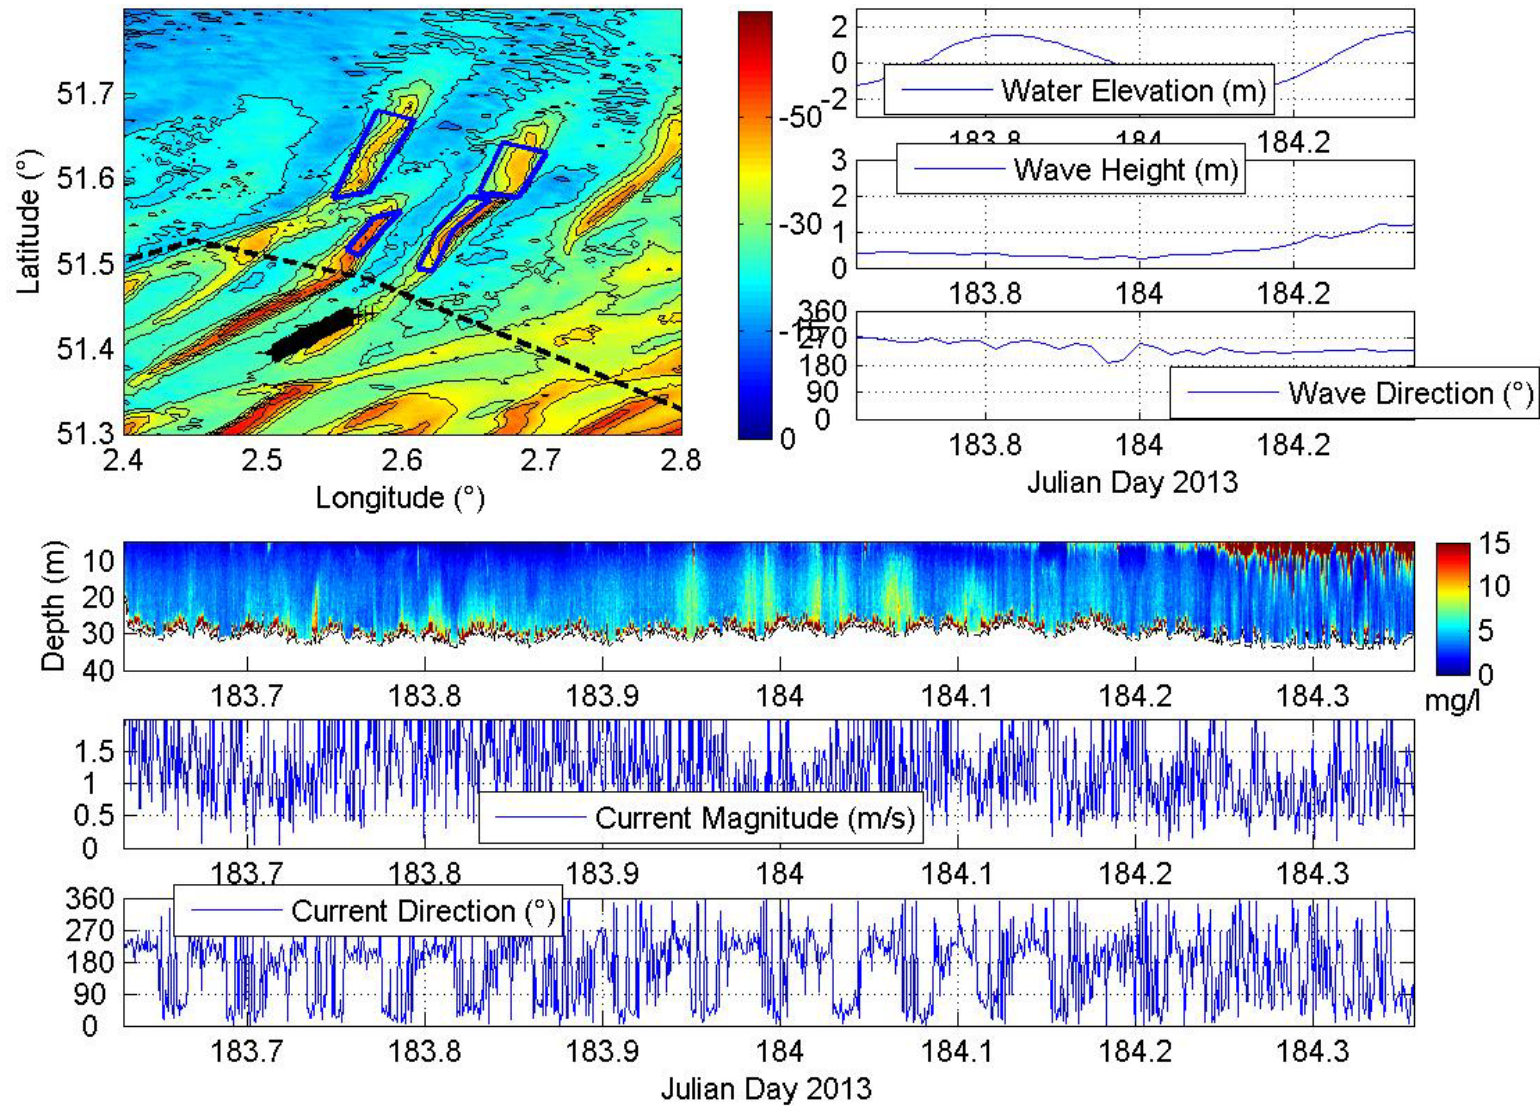 51.7
51.6
51.5
51.4
51.3
Latitude (°)
2.4 2.5 2.6 2.7 2.8
Longitude (°)
-50
-30
0
2
0
-2
Water Elevation (m)
183.8 184 184.2
3
2
1
0
Wave Height (m)
183.8 184 184.2
360
270
180
90
0
Wave Direction (°)
183.8 184 184.2
Julian Day 2013
Depth (m)
10
20
30
40
183.7 183.8 183.9 184 184.1 184.2 184.3
15
10
5
0
mg/l
1.5
1
0.5
0
Current Magnitude (m/s)
183.7 183.8 183.9 184 184.1 184.2 184.3
360
270
180
90
0
Current Direction (°)
183.7 183.8 183.9 184 184.1 184.2 184.3
Julian Day 2013